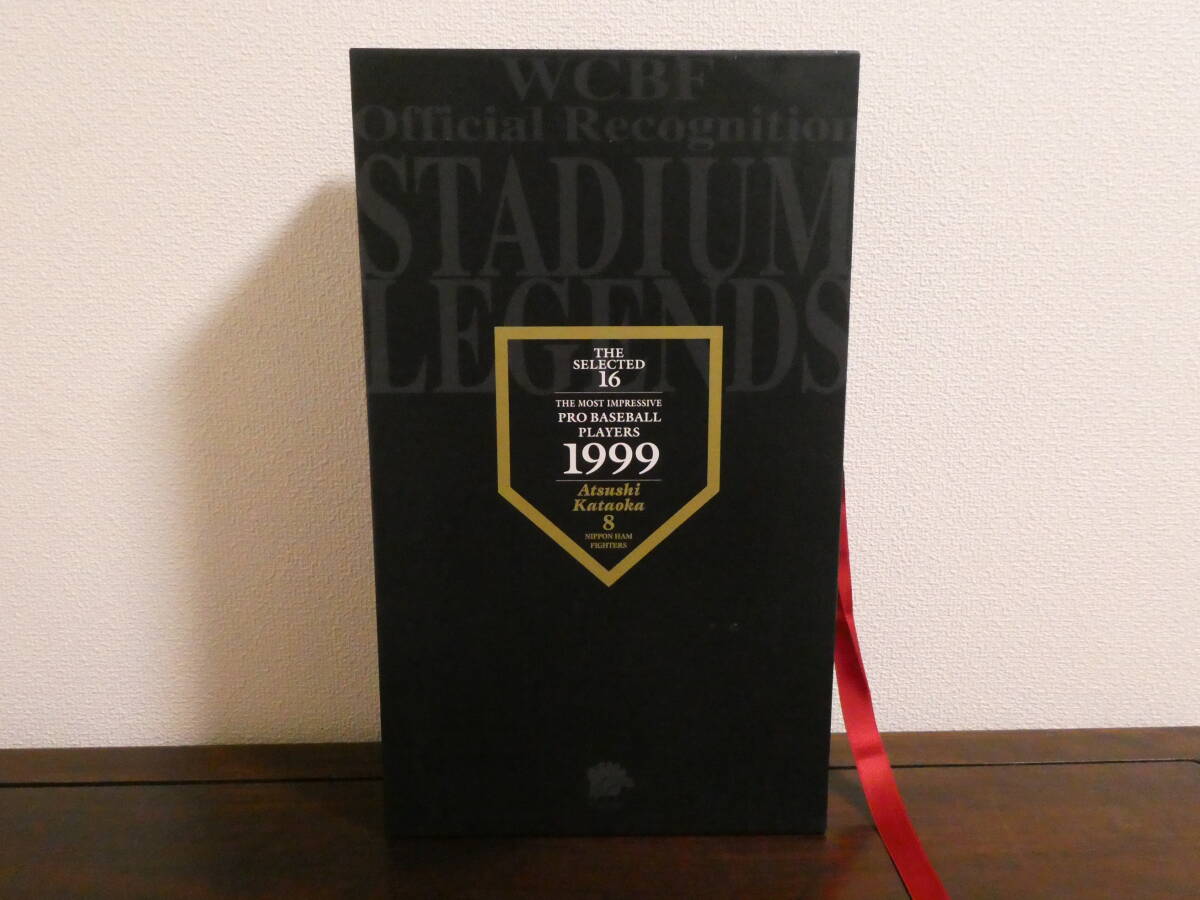 WCBF
Official Recognition
STADIUM
LEGENDS
THE
SELECTED
16
THE MOST IMPRESSIVE
PRO BASEBALL
PLAYERS
1999
Atsushi
Kataoka
8
NIPPON HAM
FIGHTERS